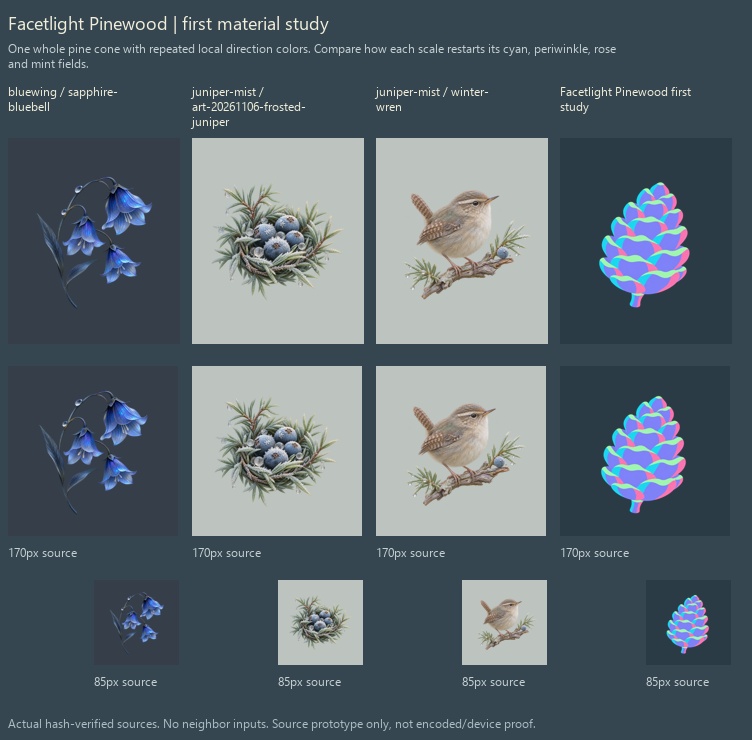 Facetlight Pinewood | first material study
One whole pine cone with repeated local direction colors. Compare how each scale restarts its cyan, periwinkle, rose
and mint fields.
bluewing / sapphire-
bluebell
juniper-mist /
art-20261106-frosted-
juniper
juniper-mist / winter-
wren
Facetlight Pinewood first
study
170px source
170px source
170px source
170px source
85px source
85px source
85px source
85px source
Actual hash-verified sources. No neighbor inputs. Source prototype only, not encoded/device proof.